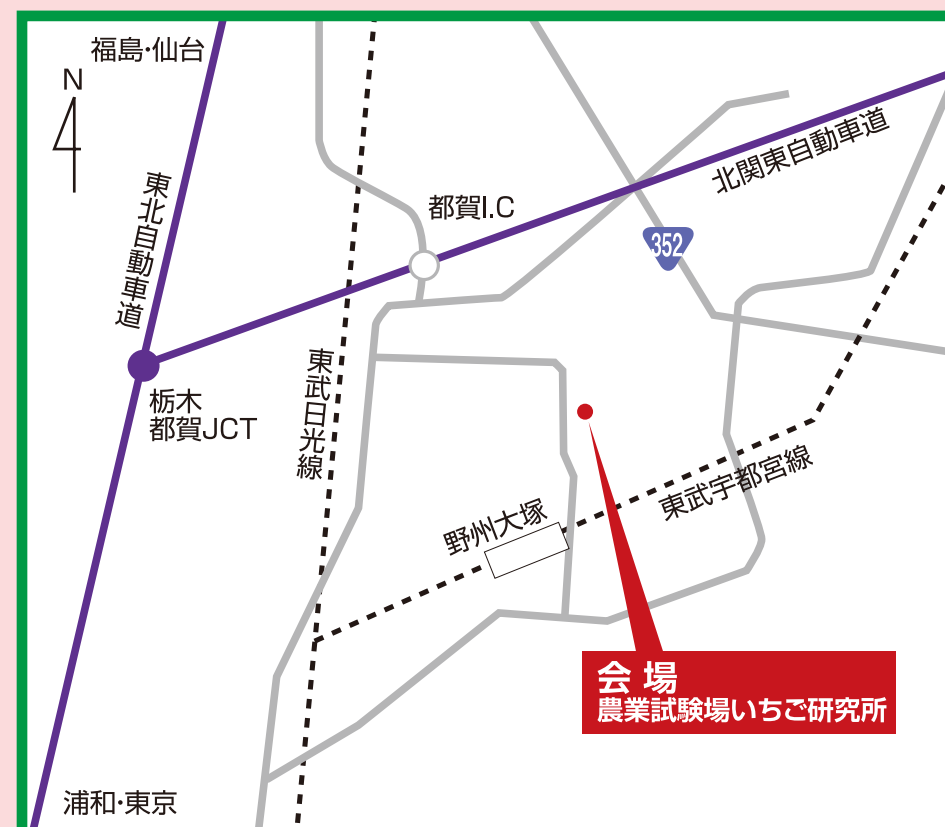 福島・仙台
N
東北自動車道
都賀I.C
北関東自動車道
352
栃木
都賀JCT
東武日光線
野州大塚
東武宇都宮線
会場
農業試験場いちご研究所
浦和・東京